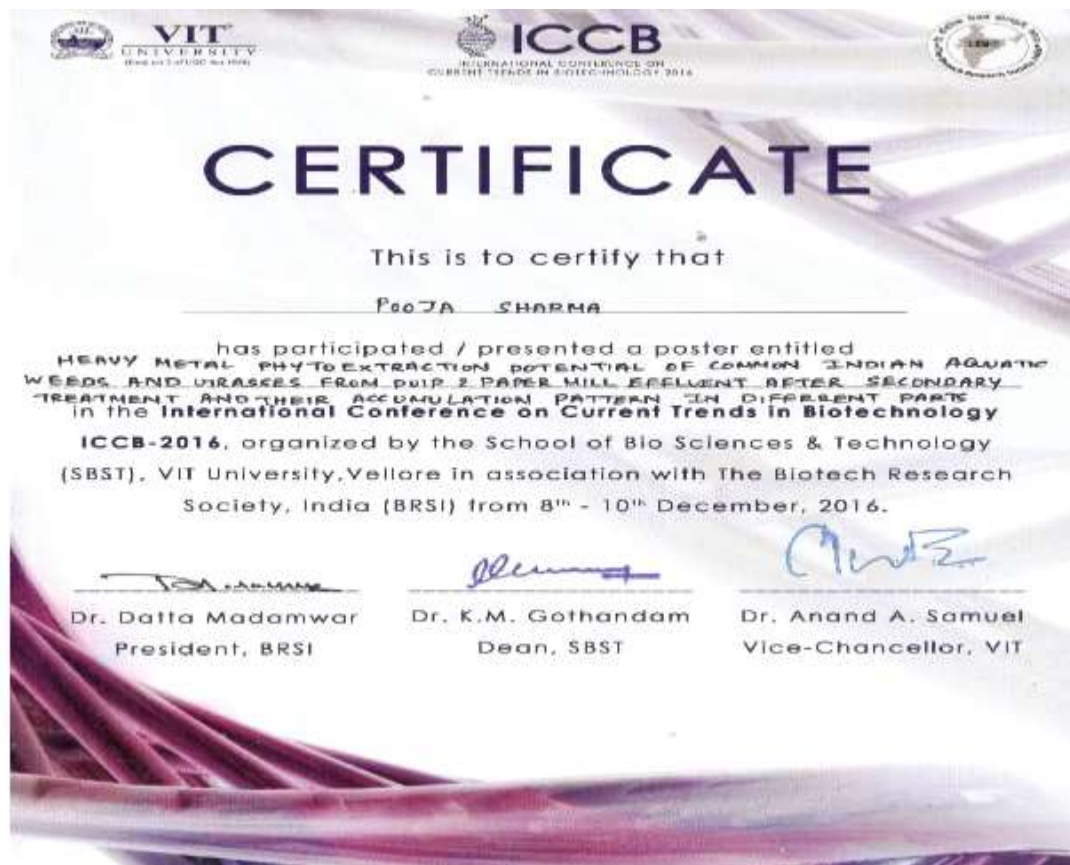 VIT
UNIVERSITY
ICCB
INTERNATIONAL CONFERENCE ON
CURRENT TRENDS IN BIOTECHNOLOGY 2016
CERTIFICATE
This is to certify that
POOJA SHARMA
has participated / presented a poster entitled
HEAVY METAL PHYTOEXTRACTION POTENTIAL OF COMMON INDIAN AQUATIC
WEEDS AND FROM PULP & PAPER MILL EFFLUENT AFTER SECONDARY
TREATMENT AND THEIR ACCUMULATION PATTERN IN DIFFERENT PARTS
in the International Conference on Current Trends in Biotechnology
ICCB-2016, organized by the School of Bio Sciences & Technology
(SBST), VIT University,Vellore in association with The Biotech Research
Society, India (BRSI) from 8th - 10th December, 2016.
Dr. Datta Madamwar
Dr. K.M. Gothandam
Dr. Anand A. Samuel
President, BRSI
Dean, SBST
Vice-Chancellor, VIT